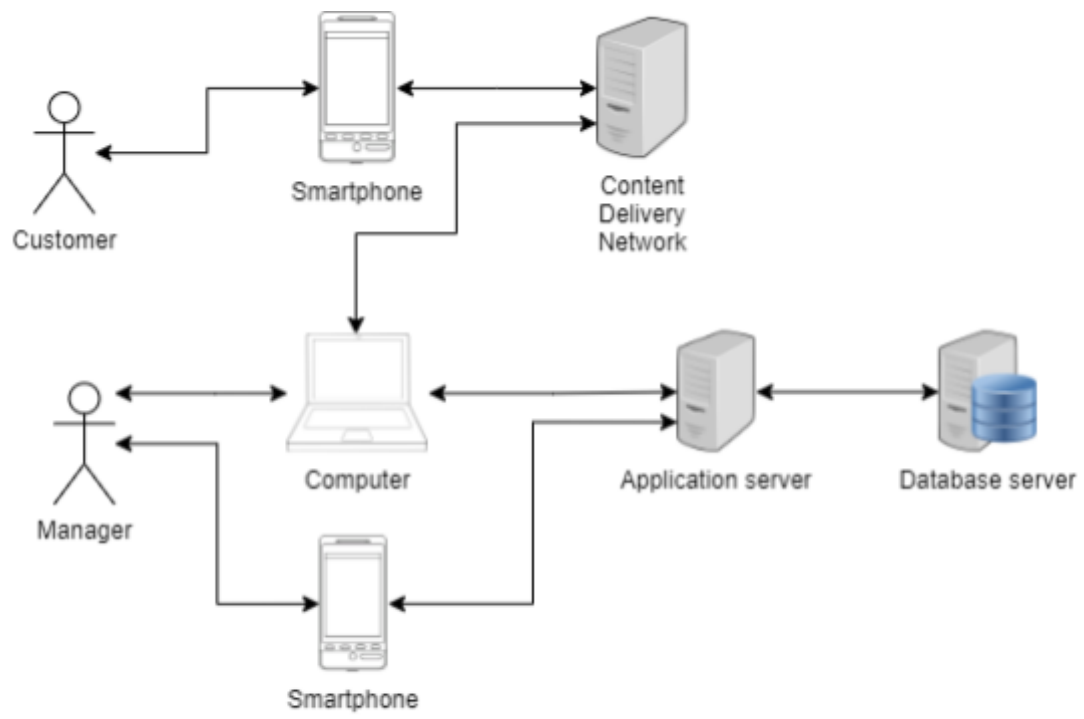 Smartphone
Content
Delivery
Network
Customer
Computer
Application server
Database server
Manager
Smartphone